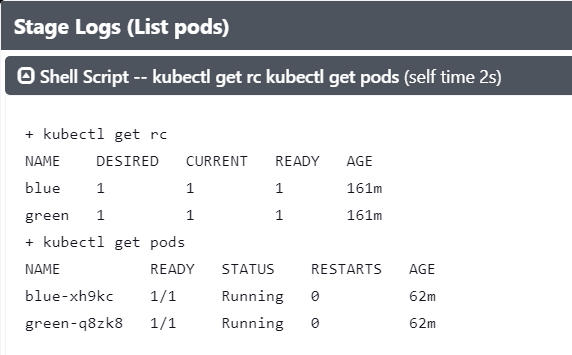 Stage Logs (List pods)
Shell Script -- kubectl get rc kubectl get pods (self time 2s)
+ kubectl get rc
NAME DESIRED CURRENT READY AGE
blue 1 1 1 161m
green 1 1 1 161m
+ kubectl get pods
NAME READY STATUS RESTARTS AGE
blue-xh9kc 1/1 Running 0 62m
green-q8zk8 1/1 Running 0 62m